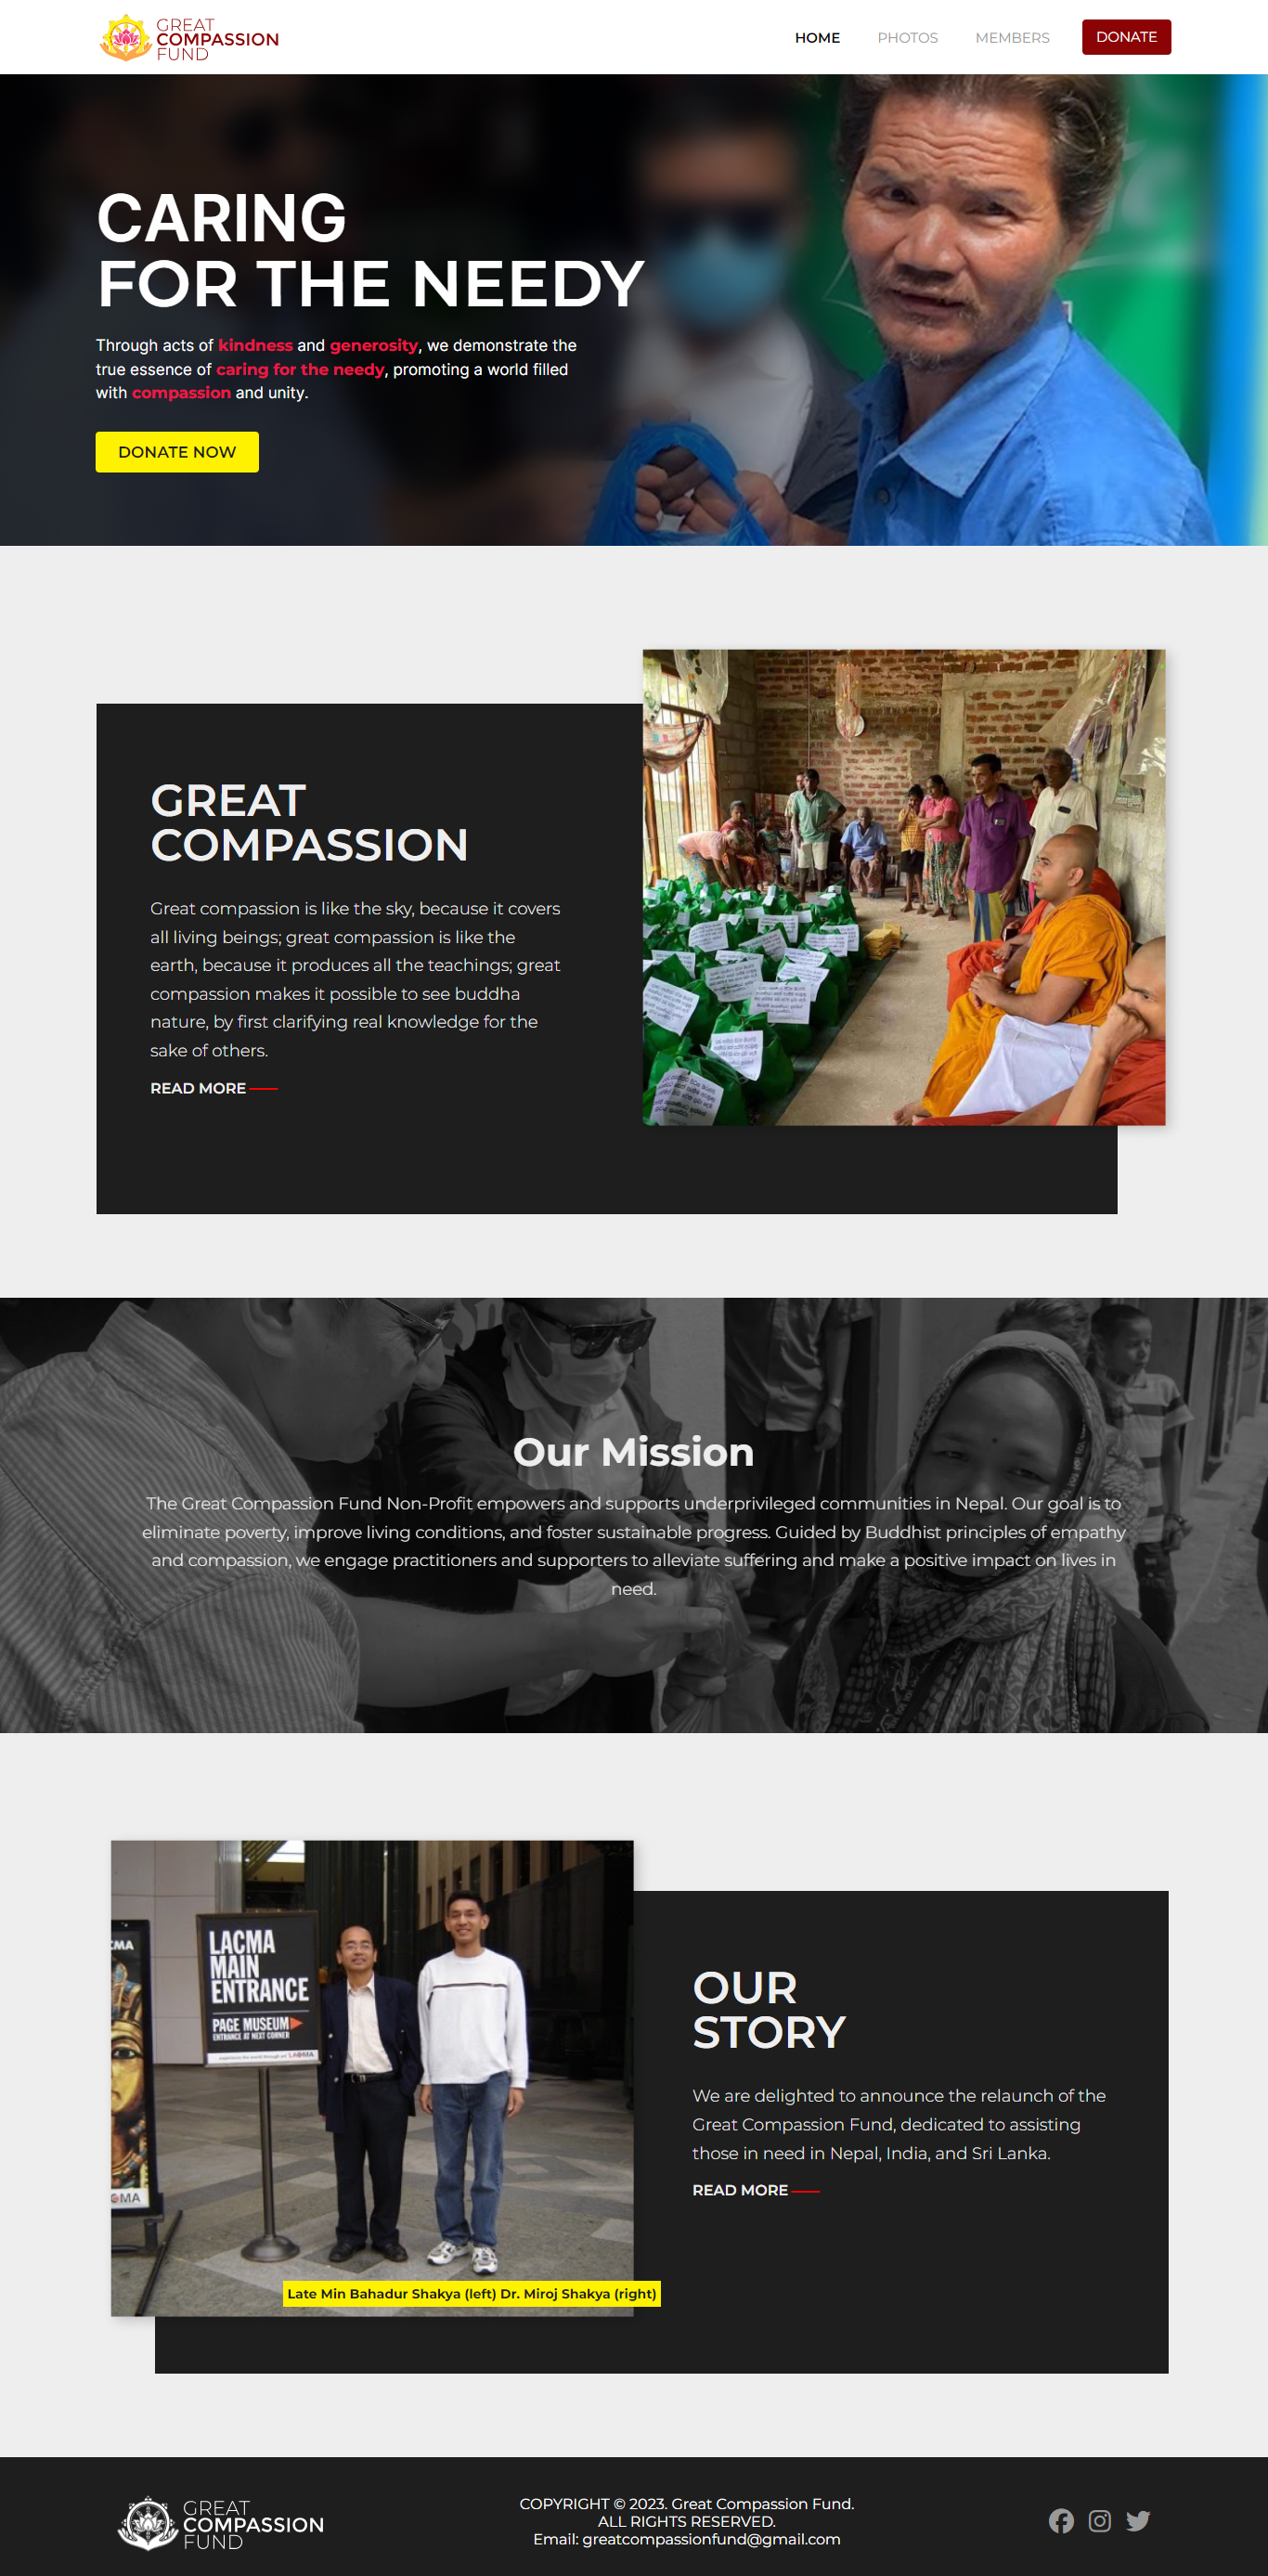 GREAT
COMPASSION
FUND
HOME PHOTOS MEMBERS DONATE
CARING
FOR THE NEEDY
Through acts of kindness and generosity, we demonstrate the
true essence of caring for the needy, promoting a world filled
with compassion and unity.
DONATE NOW
GREAT
COMPASSION
Great compassion is like the sky, because it covers
all living beings; great compassion is like the
earth, because it produces all the teachings; great
compassion makes it possible to see buddha
nature, by first clarifying real knowledge for the
sake of others.
READ MORE
Our Mission
The Great Compassion Fund Non-Profit empowers and supports underprivileged communities in Nepal. Our goal is to
eliminate poverty, improve living conditions, and foster sustainable progress. Guided by Buddhist principles of empathy
and compassion, we engage practitioners and supporters to alleviate suffering and make a positive impact on lives in
need.
LACMA
MAIN
ENTRANCE
PAGE MUSEUM
ENTRANCE AT NEXT CORNER
Late Min Bahadur Shakya (left) Dr. Miroj Shakya (right)
OUR
STORY
We are delighted to announce the relaunch of the
Great Compassion Fund, dedicated to assisting
those in need in Nepal, India, and Sri Lanka.
READ MORE
GREAT
COMPASSION
FUND
COPYRIGHT © 2023. Great Compassion Fund.
ALL RIGHTS RESERVED.
Email: greatcompassionfund@gmail.com